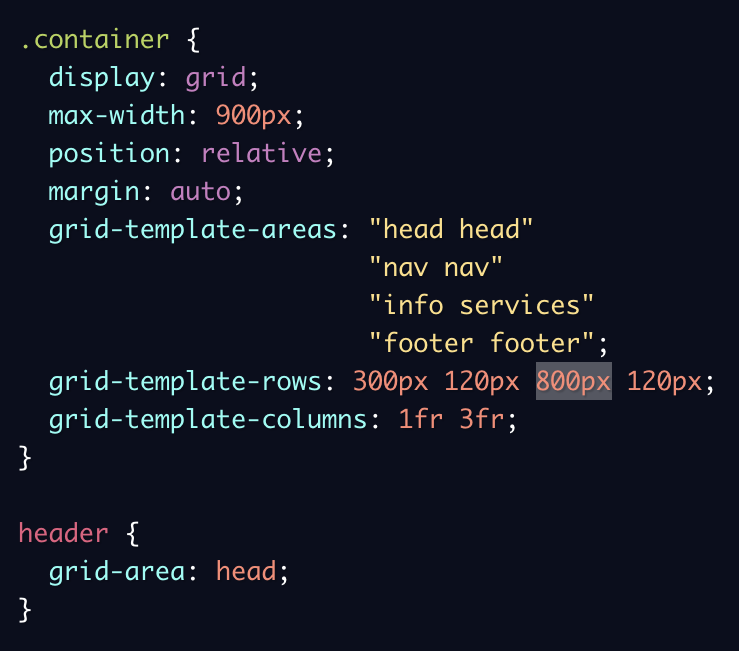 .container {
  display: grid;
  max-width: 900px;
  position: relative;
  margin: auto;
  grid-template-areas: "head head"
                       "nav nav"
                       "info services"
                       "footer footer";
  grid-template-rows: 300px 120px 800px 120px;
  grid-template-columns: 1fr 3fr;
}

header {
  grid-area: head;
}